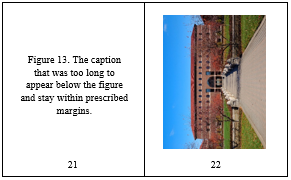 Figure 13. The caption
that was too long to
appear below the figure
and stay within prescribed
margins.
21
22